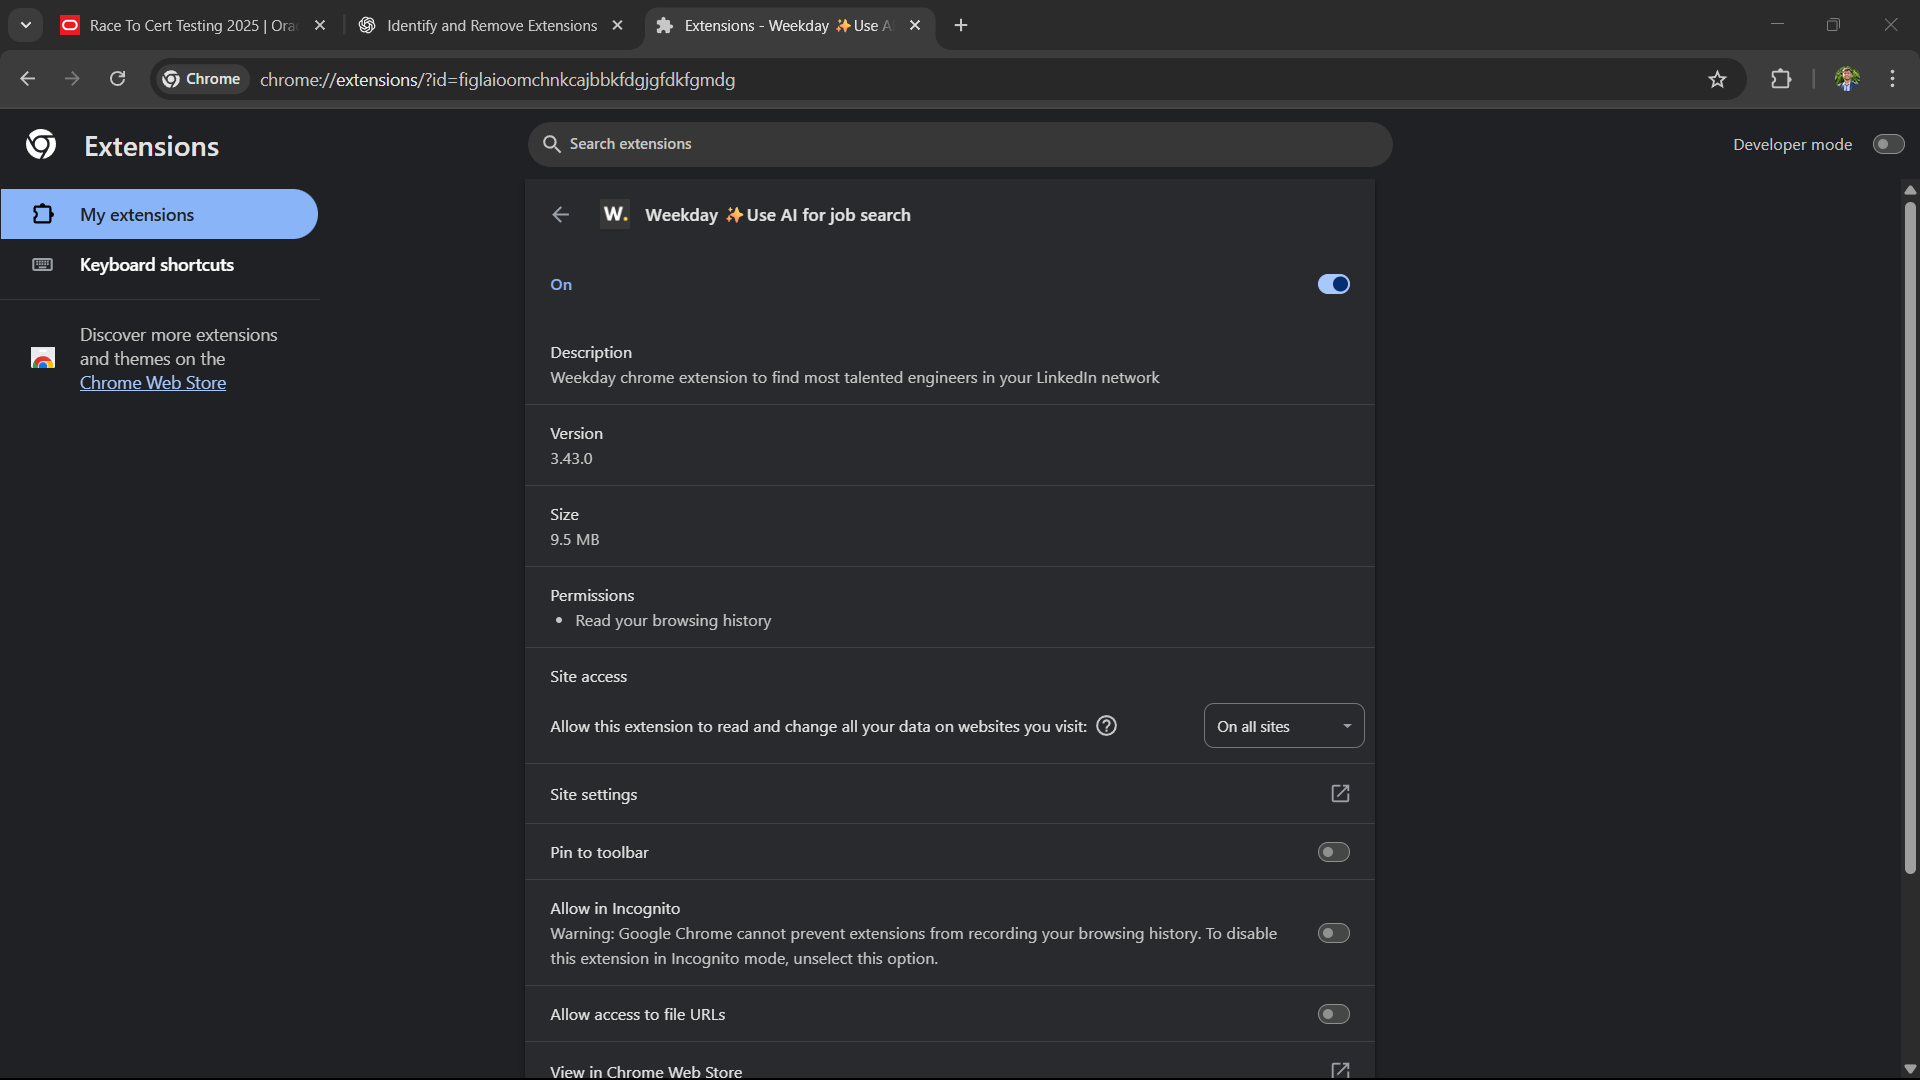 Race To Cert Testing 2025 | Ora
Identify and Remove Extensions
Extensions - Weekday ✨Use A
Chrome
chrome://extensions/?id=figlaioomchnkcajbbkfdgjgfdkfgmdg
Extensions
Search extensions
Developer mode
My extensions
Keyboard shortcuts
Discover more extensions
and themes on the
Chrome Web Store
W.
Weekday ✨Use AI for job search
On
Description
Weekday chrome extension to find most talented engineers in your LinkedIn network
Version
3.43.0
Size
9.5 MB
Permissions
• Read your browsing history
Site access
Allow this extension to read and change all your data on websites you visit:
On all sites
Site settings
Pin to toolbar
Allow in Incognito
Warning: Google Chrome cannot prevent extensions from recording your browsing history. To disable
this extension in Incognito mode, unselect this option.
Allow access to file URLs
View in Chrome Web Store